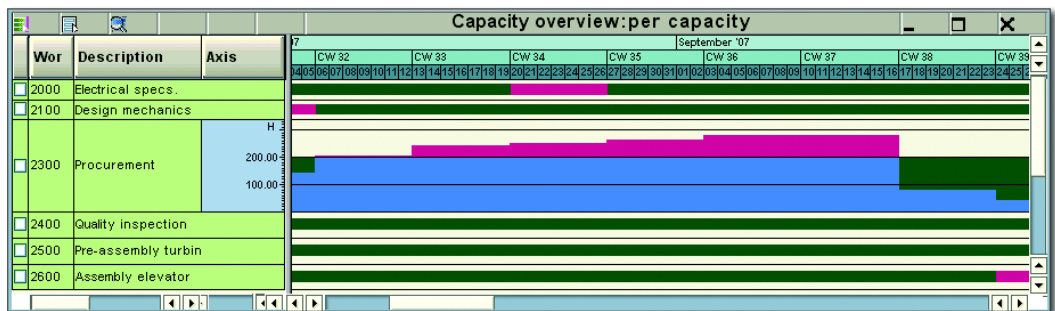 Capacity overview:per capacity
Wor Description Axis
7 September '07
CW 32 CW 33 CW 34 CW 35 CW 36 CW 37 CW 38 CW 39
04 05 06 07 08 09 10 11 12 13 14 15 16 17 18 19 20 21 22 23 24 25 26 27 28 29 30 31 01 02 03 04 05 06 07 08 09 10 11 12 13 14 15 16 17 18 19 20 21 22 23 24 25 2
2000 Electrical specs.
2100 Design mechanics
H
200.00
2300 Procurement
100.00
2400 Quality inspection
2500 Pre-assembly turbin
2600 Assembly elevator